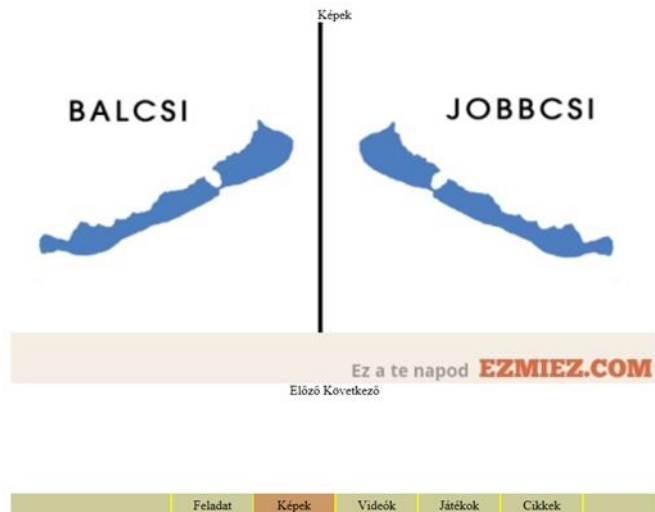 Képek
BALCSI
JOBBCSI
Ez a te napod EZMIEZ.COM
Előző Következő
Feladat Képek Videók Játékok Cikkek